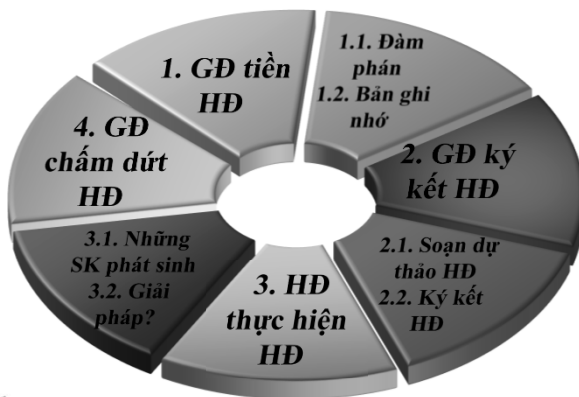 1. GĐ tiền
HĐ
1.1. Đàm
phán
1.2. Bản ghi
nhớ
2. GĐ ký
kết HĐ
2.1. Soạn dự
thảo HĐ
2.2. Ký kết
HĐ
3. HĐ
thực hiện
HĐ
3.1. Những
SK phát sinh
3.2. Giải
pháp?
4. GĐ
chấm dứt
HĐ